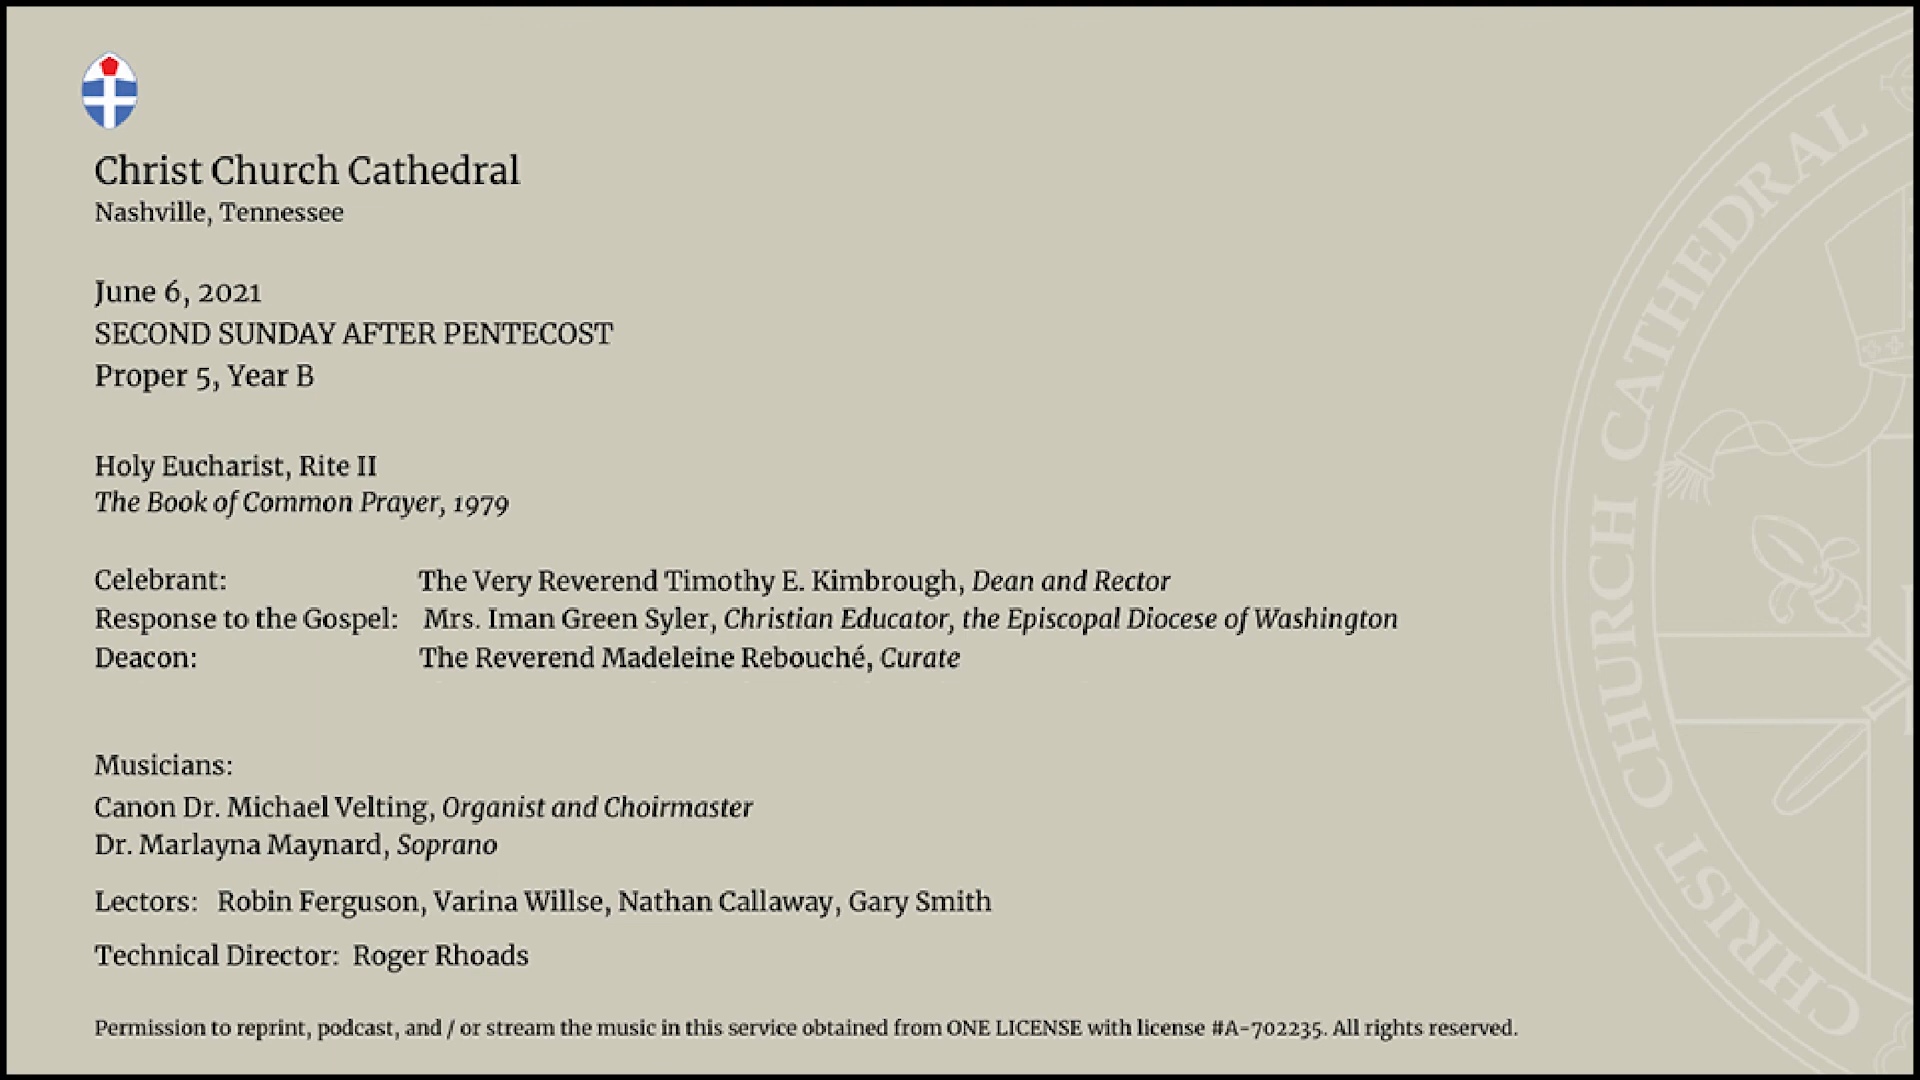 Christ Church Cathedral
Nashville, Tennessee
June 6, 2021
SECOND SUNDAY AFTER PENTECOST
Proper 5, Year B
Holy Eucharist, Rite II
The Book of Common Prayer, 1979
Celebrant: The Very Reverend Timothy E. Kimbrough, Dean and Rector
Response to the Gospel: Mrs. Iman Green Syler, Christian Educator, the Episcopal Diocese of Washington
Deacon: The Reverend Madeleine Rebouché, Curate
Musicians:
Canon Dr. Michael Velting, Organist and Choirmaster
Dr. Marlayna Maynard, Soprano
Lectors: Robin Ferguson, Varina Willse, Nathan Callaway, Gary Smith
Technical Director: Roger Rhoads
Permission to reprint, podcast, and / or stream the music in this service obtained from ONE LICENSE with license #A-702235. All rights reserved.
CHRIST CHURCH CATHEDRAL